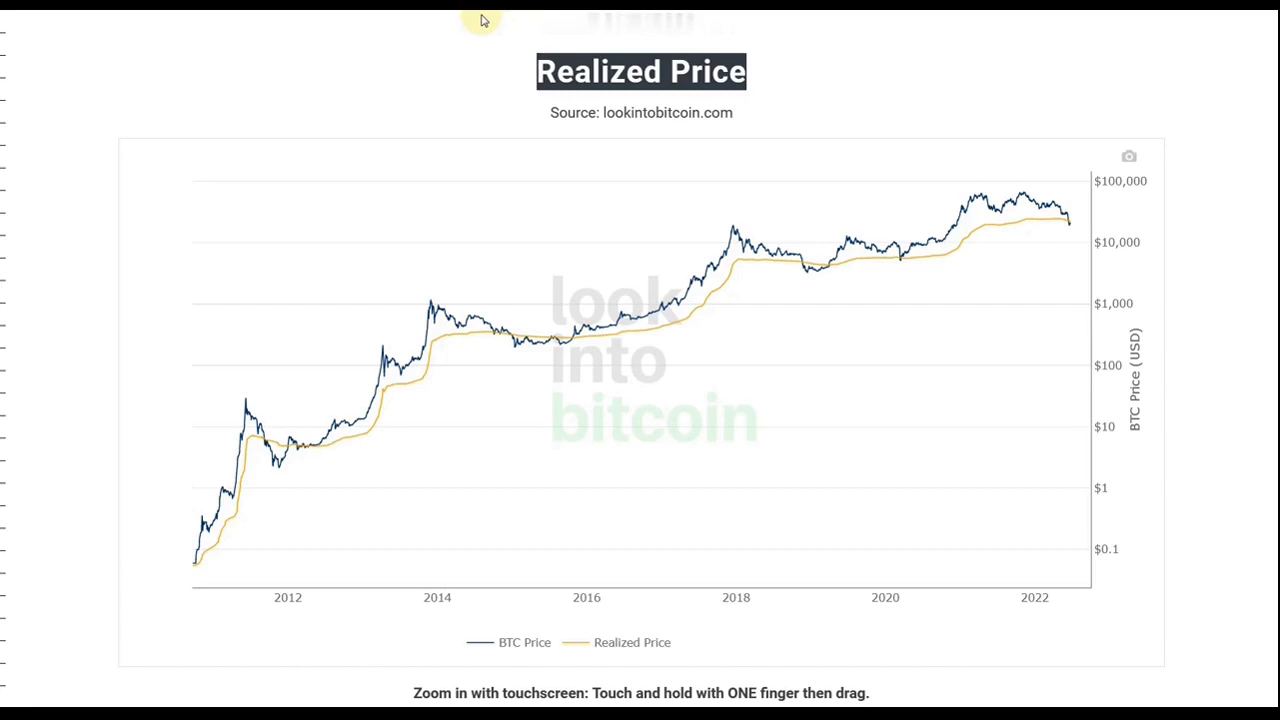 Realized Price
Source: lookintobitcoin.com
$100,000
$10,000
$1,000
$100
$10
$1
$0.1
BTC Price (USD)
look
into
bitcoin
2012 2014 2016 2018 2020 2022
BTC Price Realized Price
Zoom in with touchscreen: Touch and hold with ONE finger then drag.